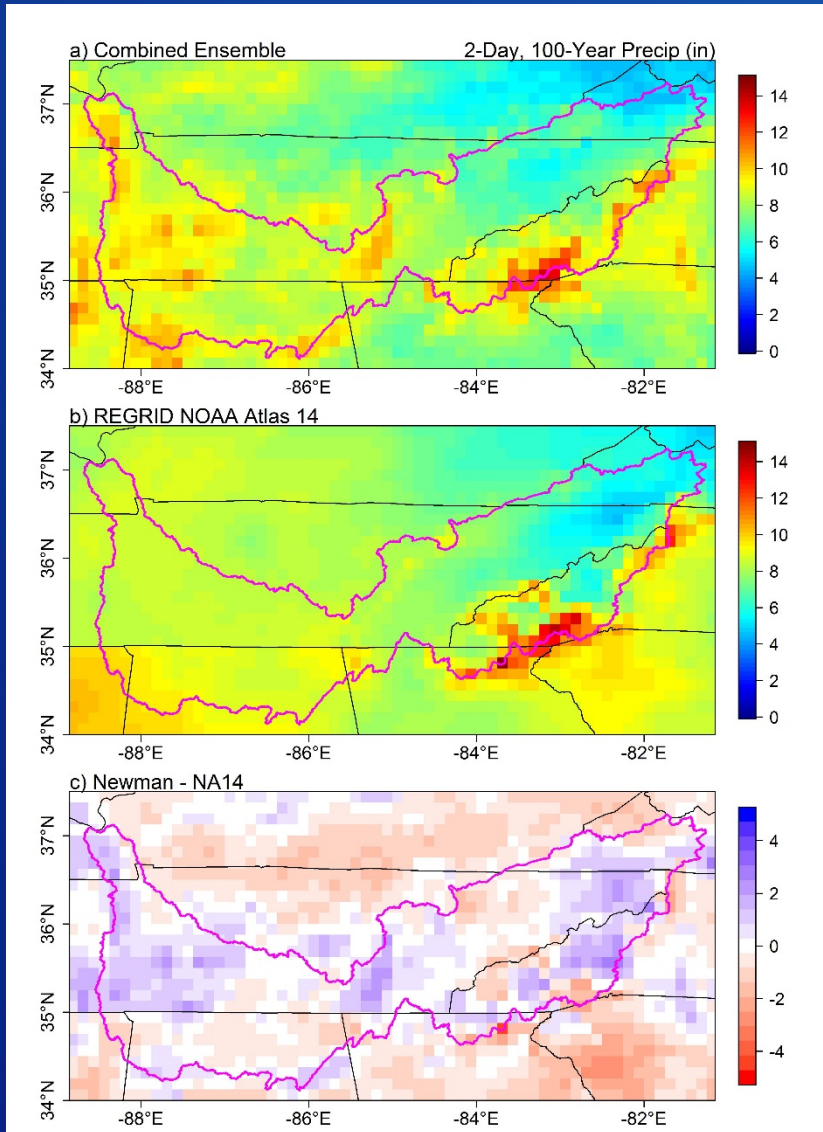 a) Combined Ensemble 2-Day, 100-Year Precip (in)
37°N
36°N
35°N
34°N
-88°E -86°E -84°E -82°E
14
12
10
8
6
4
2
0
b) REGRID NOAA Atlas 14
37°N
36°N
35°N
34°N
-88°E -86°E -84°E -82°E
14
12
10
8
6
4
2
0
c) Newman - NA14
37°N
36°N
35°N
34°N
-88°E -86°E -84°E -82°E
4
2
0
-2
-4